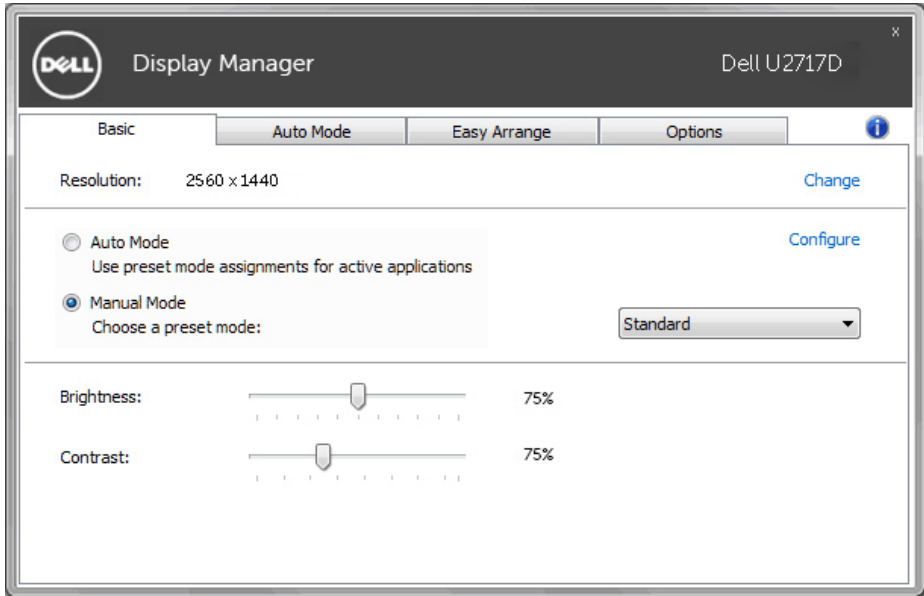 x
DELL Display Manager Dell U2717D
Basic Auto Mode Easy Arrange Options i
Resolution: 2560 x 1440 Change
Auto Mode Configure
Use preset mode assignments for active applications
Manual Mode
Choose a preset mode: Standard
Brightness: 75%
Contrast: 75%